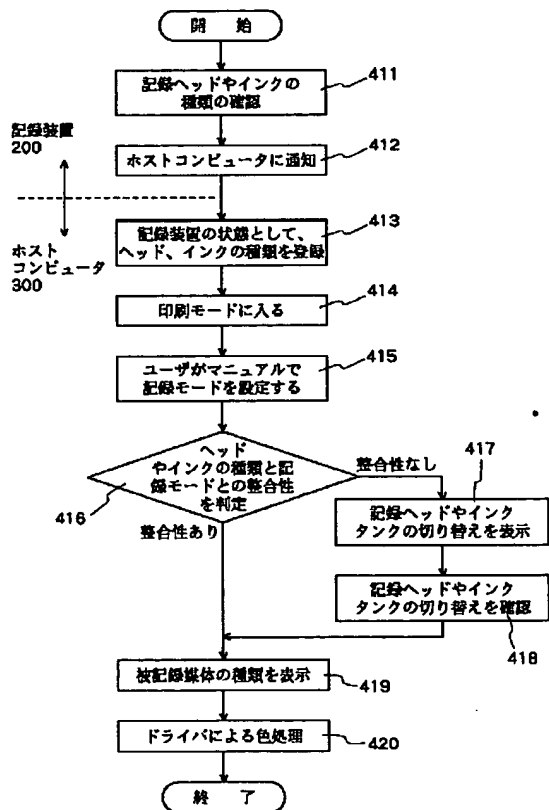 開 始
記録ヘッドやインクの
種類の確認
411
記録装置
200
ホストコンピュータに通知
412
ホスト
コンピュータ
300
記録装置の状態として、
ヘッド、インクの種類を登録
413
印刷モードに入る
414
ユーザがマニュアルで
記録モードを設定する
415
ヘッド
やインクの種類と記
録モードとの整合性
を判定
416
整合性なし
整合性あり
417
記録ヘッドやインク
タンクの切り替えを表示
記録ヘッドやインク
タンクの切り替えを確認
418
被記録媒体の種類を表示
419
ドライバによる色処理
420
終 了